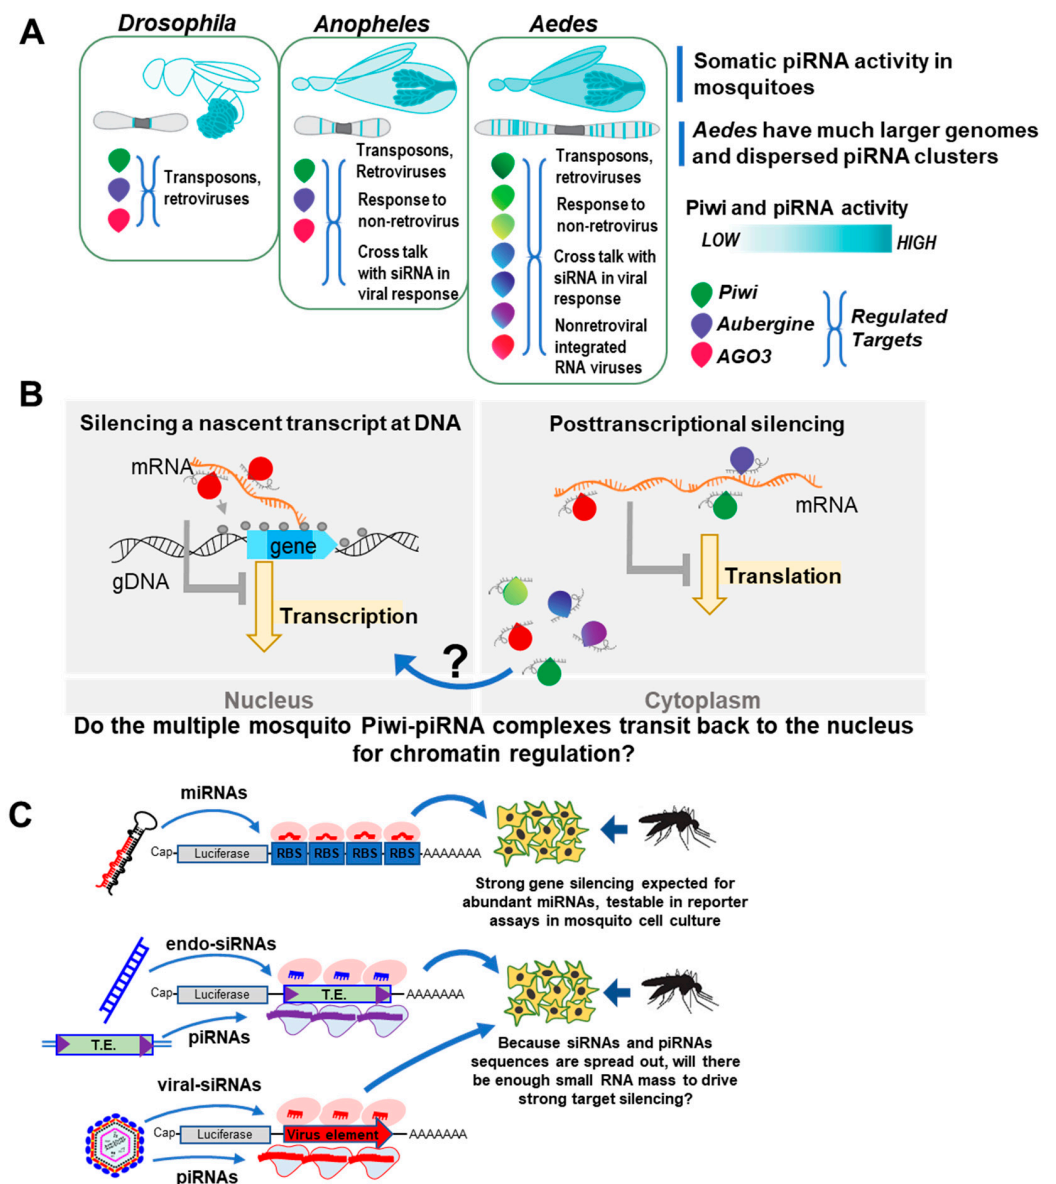 A
Drosophila
Transposons,
retroviruses
Anopheles
Transposons,
Retroviruses
Response to
non-retrovirus
Cross talk
with siRNA in
viral response
Aedes
Transposons,
retroviruses
Response to
non-retrovirus
Cross talk with
siRNA in viral
response
Nonretroviral
integrated
RNA viruses
Somatic piRNA activity in
mosquitoes
Aedes have much larger genomes
and dispersed piRNA clusters
Piwi and piRNA activity
LOW
HIGH
Piwi
Aubergine
AGO3
Regulated
Targets
B
Silencing a nascent transcript at DNA
mRNA
gene
gDNA
Transcription
Nucleus
Posttranscriptional silencing
mRNA
Translation
?
Cytoplasm
Do the multiple mosquito Piwi-piRNA complexes transit back to the nucleus
for chromatin regulation?
C
miRNAs
Cap
Luciferase
RBS
RBS
RBS
RBS
AAAAAAA
Strong gene silencing expected for
abundant miRNAs, testable in reporter
assays in mosquito cell culture
endo-siRNAs
Cap
Luciferase
T.E.
AAAAAAA
T.E.
piRNAs
Because siRNAs and piRNAs
sequences are spread out, will there
be enough small RNA mass to drive
strong target silencing?
viral-siRNAs
Cap
Luciferase
Virus element
AAAAAAA
piRNAs